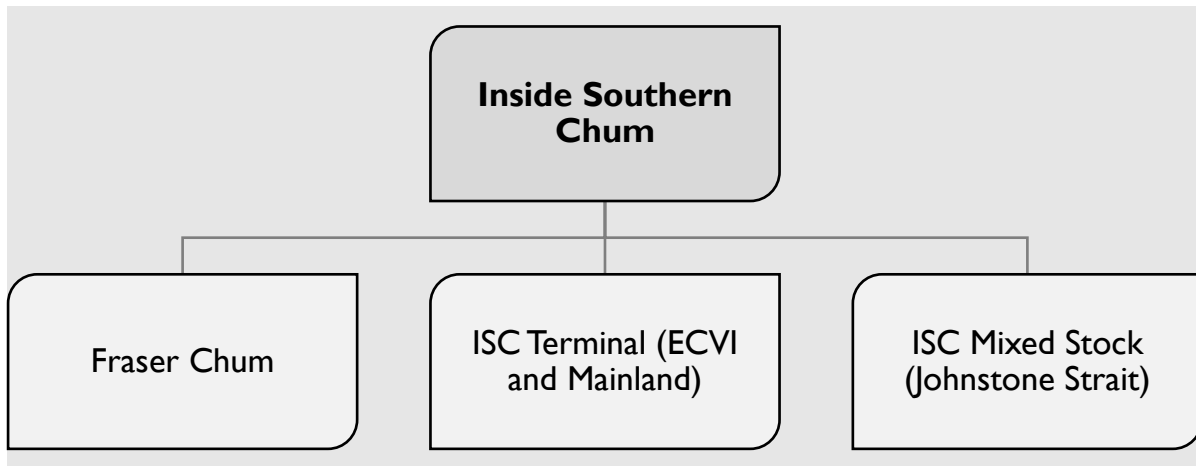 Inside Southern
Chum
Fraser Chum
ISC Terminal (ECVI
and Mainland)
ISC Mixed Stock
(Johnstone Strait)